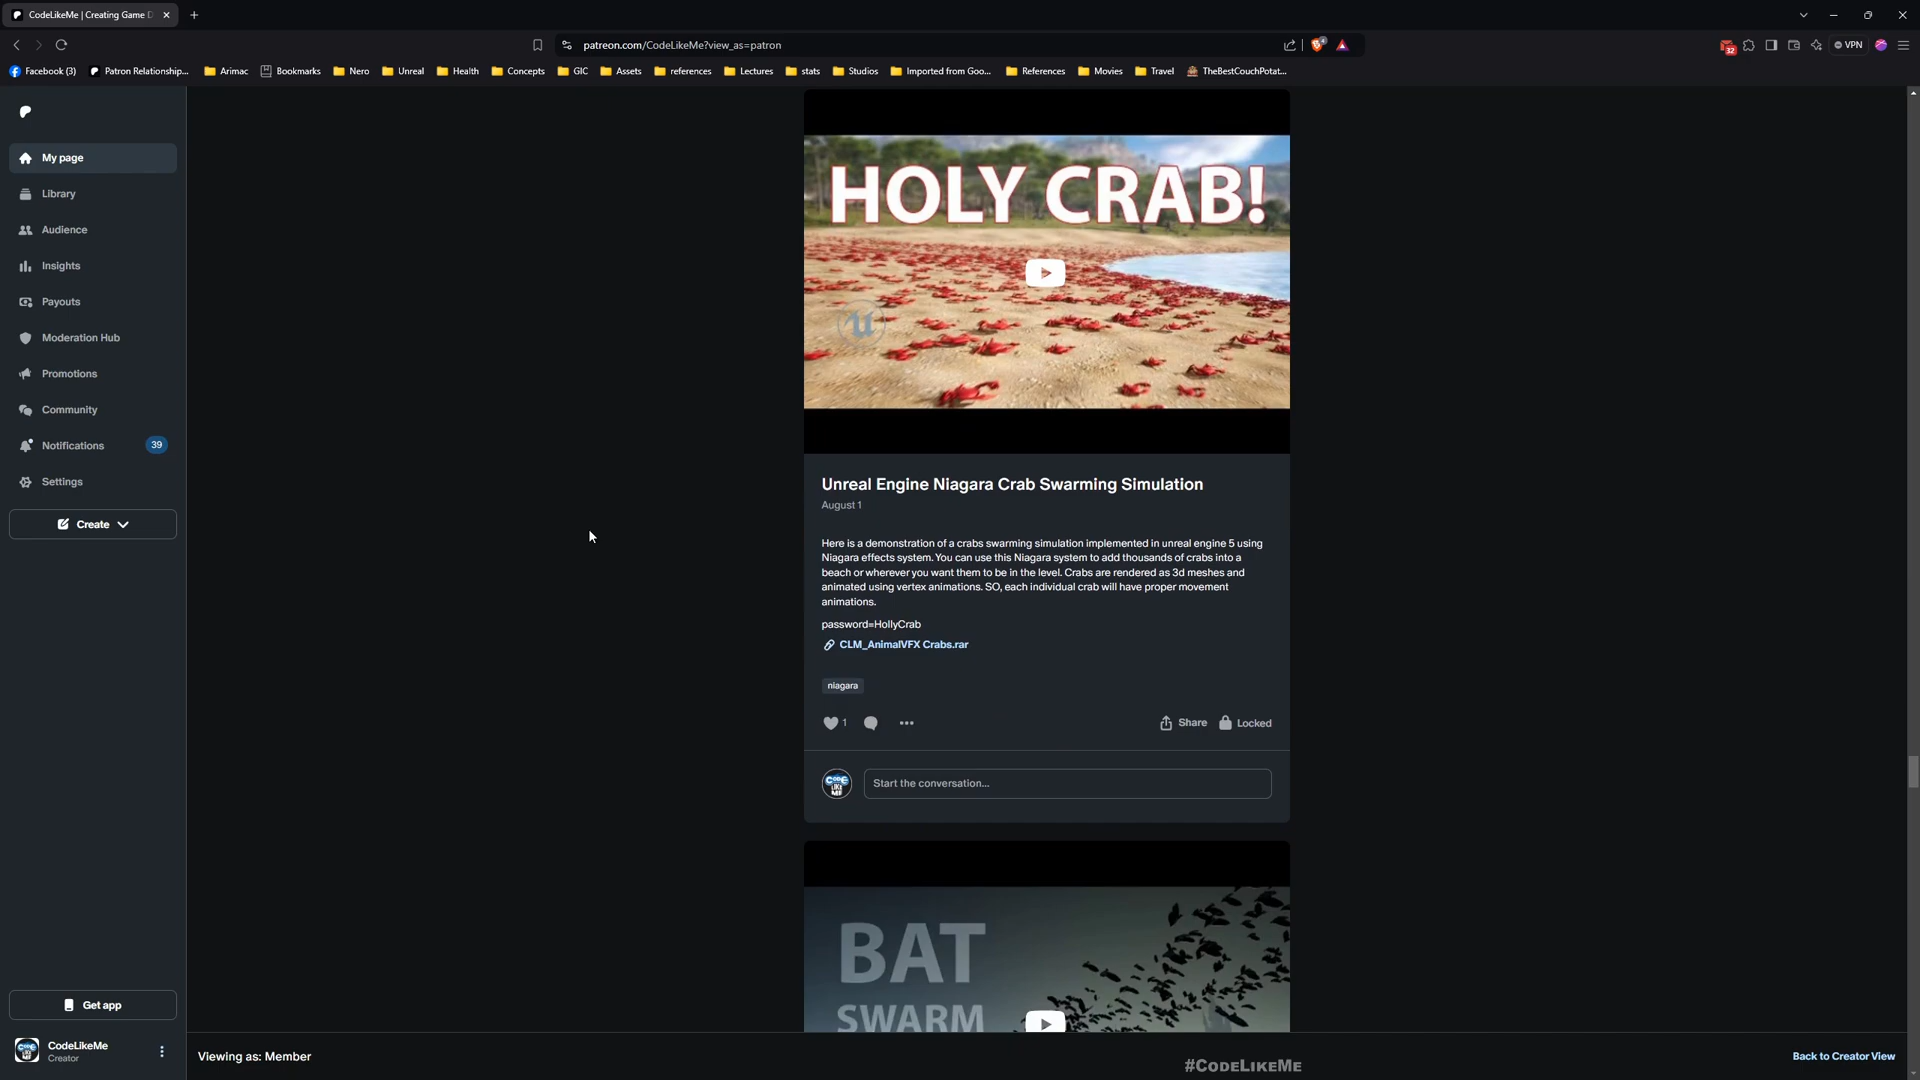 CodeLikeMe | Creating Game D
patreon.com/CodeLikeMe?view_as=patron
32
4
VPN
Facebook (3)
Patron Relationship...
Arimac
Bookmarks
Nero
Unreal
Health
Concepts
GIC
Assets
references
Lectures
stats
Studios
Imported from Goo...
References
Movies
Travel
TheBestCouchPotat...
My page
Library
Audience
Insights
Payouts
Moderation Hub
Promotions
Community
Notifications 39
Settings
Create
Get app
CodeLikeMe
Creator
HOLY CRAB!
Unreal Engine Niagara Crab Swarming Simulation
August 1
Here is a demonstration of a crabs swarming simulation implemented in unreal engine 5 using
Niagara effects system. You can use this Niagara system to add thousands of crabs into a
beach or wherever you want them to be in the level. Crabs are rendered as 3d meshes and
animated using vertex animations. SO, each individual crab will have proper movement
animations.
password=HollyCrab
CLM_AnimalVFX Crabs.rar
niagara
1
Share
Locked
CODE LIKE ME
Start the conversation...
BAT
SWARM
Viewing as: Member
#CODELIKEME
Back to Creator View